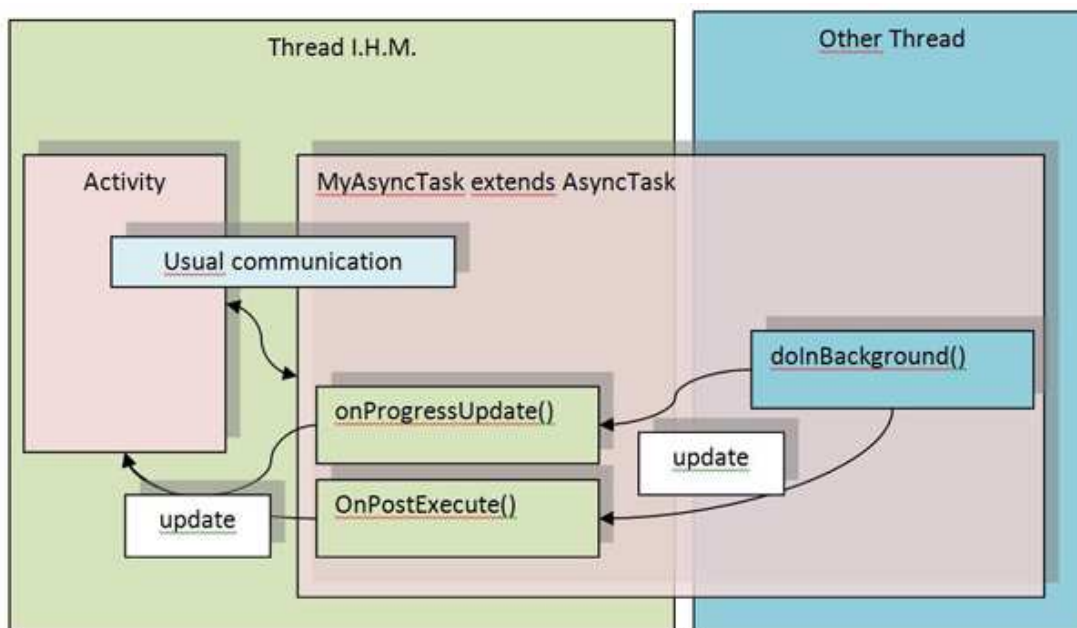 Thread I.H.M.
Other Thread
Activity
MyAsyncTask extends AsyncTask
Usual communication
doInBackground()
onProgressUpdate()
update
OnPostExecute()
update